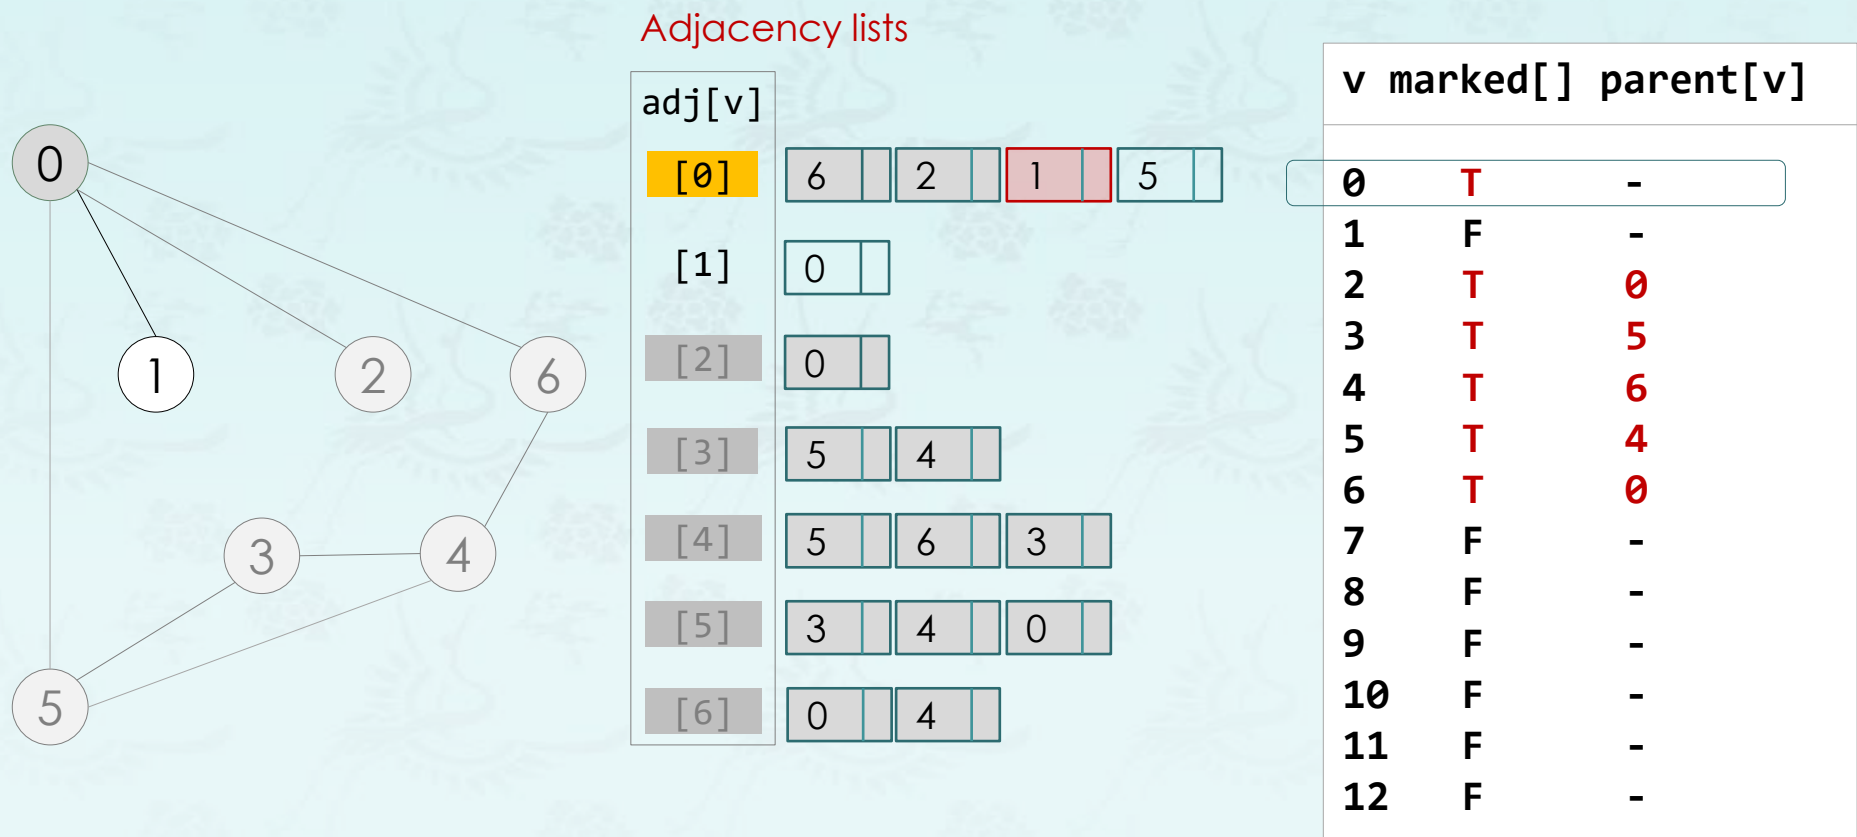 Adjacency lists
0
1
2
6
3
4
5
adj[v]
[0] 6 2 1 5
[1] 0
[2] 0
[3] 5 4
[4] 5 6 3
[5] 3 4 0
[6] 0 4
v marked[] parent[v]
0 T -
1 F -
2 T 0
3 T 5
4 T 6
5 T 4
6 T 0
7 F -
8 F -
9 F -
10 F -
11 F -
12 F -